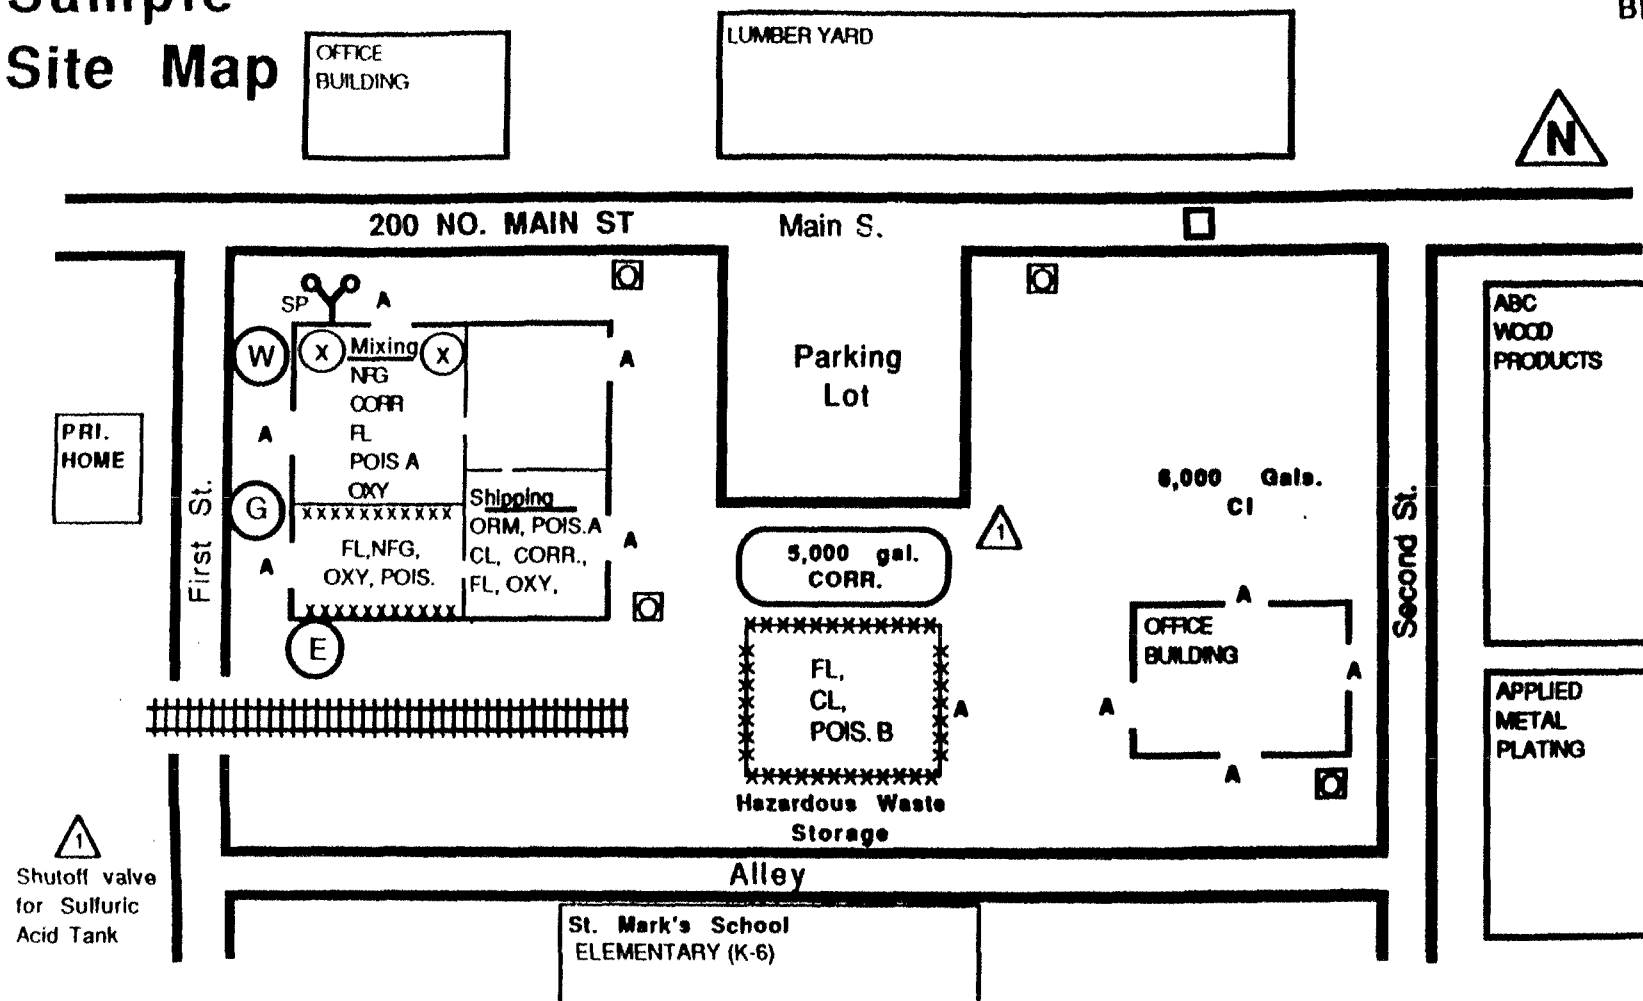 Sample
Site Map
OFFICE
BUILDING
LUMBER YARD
N
200 NO. MAIN ST
Main S.
SP
A
W
X
Mixing
X
NFG
CORR
FL
POIS A
OXY
A
A
G
XXXXXXXXXXX
FL,NFG,
OXY, POIS.
XXXXXXXXXXX
A
E
Shipping
ORM, POIS.A
CL, CORR.,
FL, OXY,
A
PRI.
HOME
First St.
Parking
Lot
1
5,000 gal.
CORR.
FL,
CL,
POIS. B
A
Hazardous Waste
Storage
Gals.
Cl
OFFICE
BUILDING
A
A
A
A
Second St.
ABC
WOOD
PRODUCTS
APPLIED
METAL
PLATING
1
Shutoff valve
for Sulfuric
Acid Tank
Alley
St. Mark's School
ELEMENTARY (K-6)